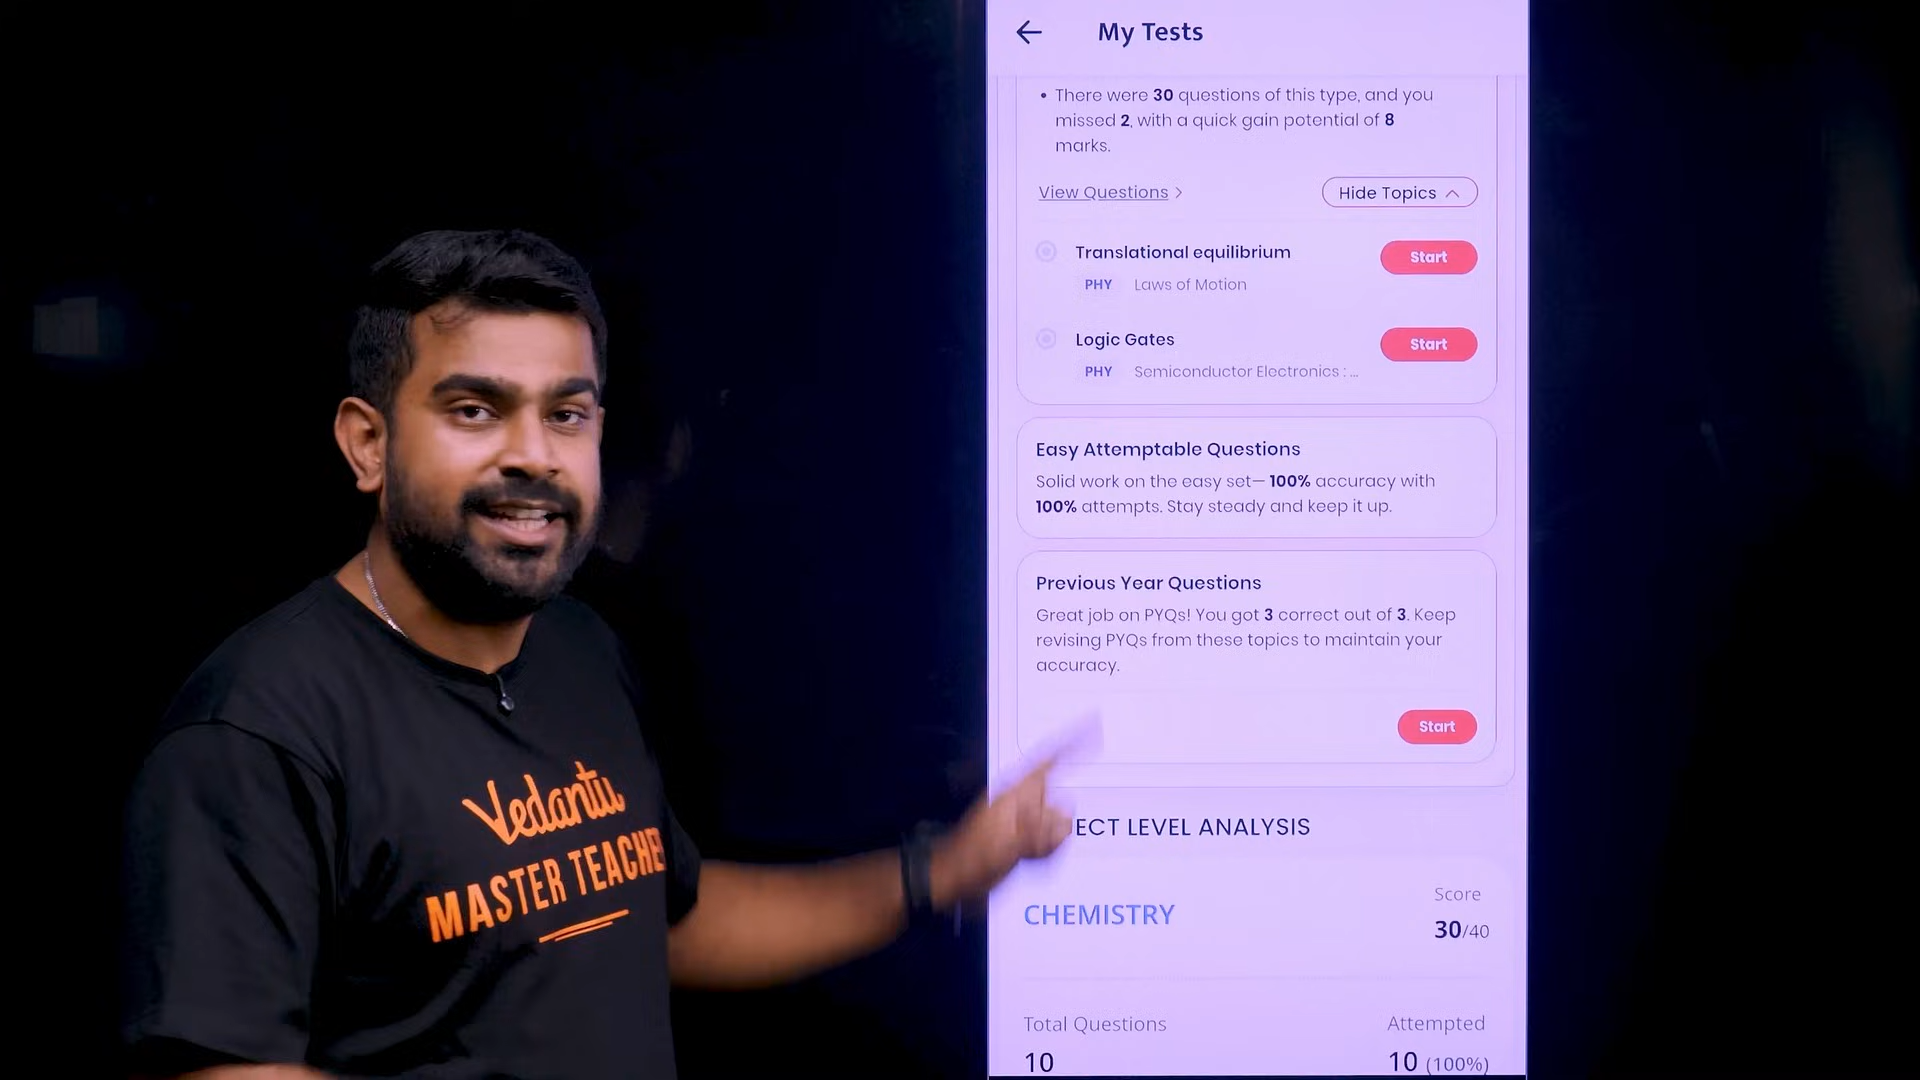 My Tests
• There were 30 questions of this type, and you
missed 2, with a quick gain potential of 8
marks.
View Questions >
Hide Topics
Translational equilibrium
Start
PHY Laws of Motion
Logic Gates
Start
PHY Semiconductor Electronics : ...
Easy Attemptable Questions
Solid work on the easy set— 100% accuracy with
100% attempts. Stay steady and keep it up.
Previous Year Questions
Great job on PYQs! You got 3 correct out of 3. Keep
revising PYQs from these topics to maintain your
accuracy.
Start
ECT LEVEL ANALYSIS
CHEMISTRY
Score
30/40
Total Questions
Attempted
10
10 (100%)
Vedantu
MASTER TEACHER